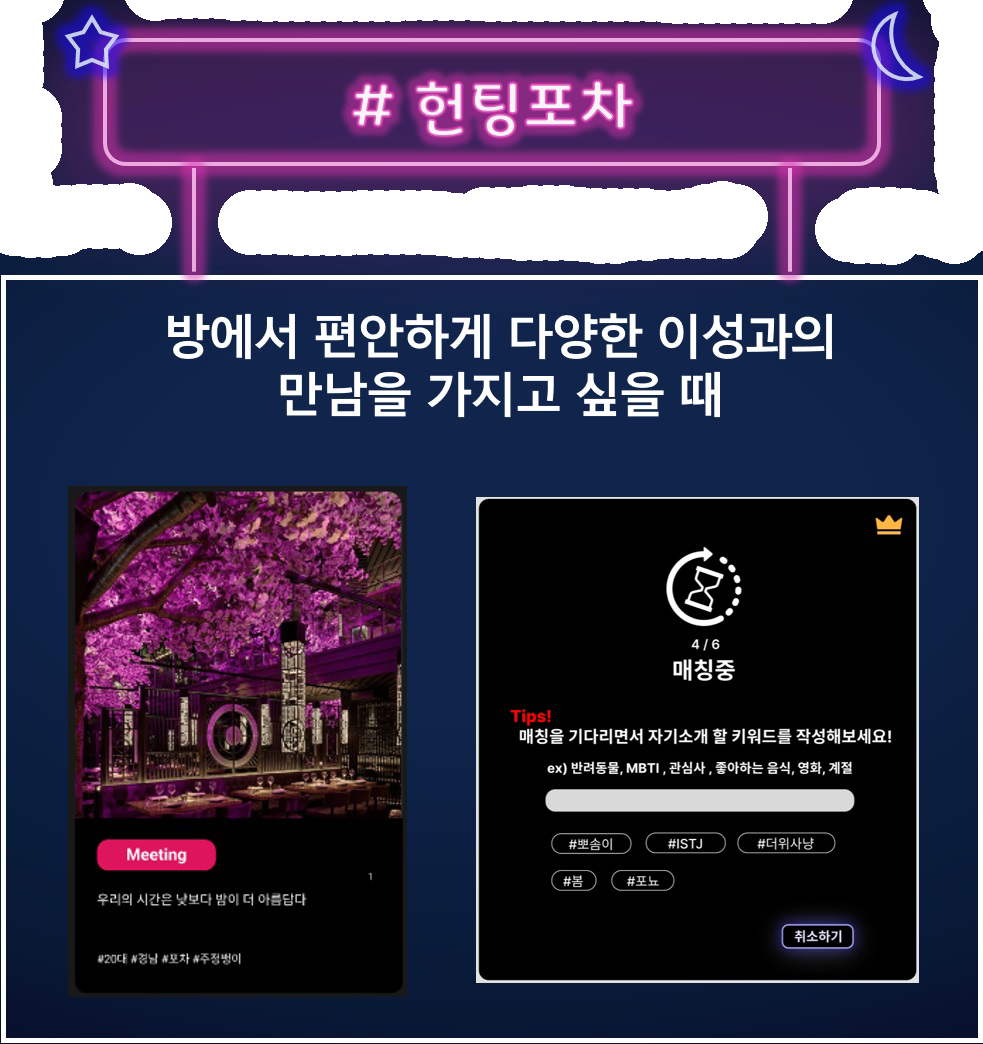 # 헌팅포차
방에서 편안하게 다양한 이성과의
만남을 가지고 싶을 때
Meeting
1
우리의 시간은 낮보다 밤이 더 아름답다
#20대 #경남 #포차 #주정뱅이
4 / 6
매칭중
Tips!
매칭을 기다리면서 자기소개 할 키워드를 작성해보세요!
ex) 반려동물, MBTI , 관심사 , 좋아하는 음식, 영화, 계절
#뽀솜이 #ISTJ #더위사냥
#봄 #포뇨
취소하기